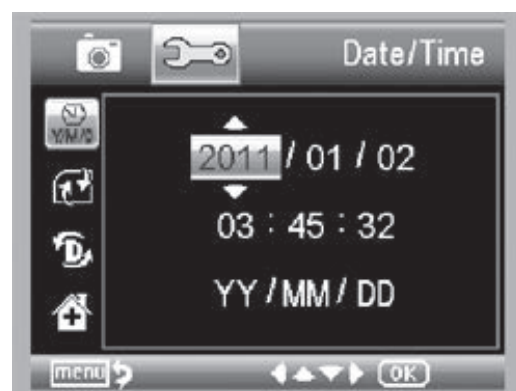 Date/Time
Y/M/D
2011 / 01 / 02
03 : 45 : 32
YY / MM / DD
D
menu
OK